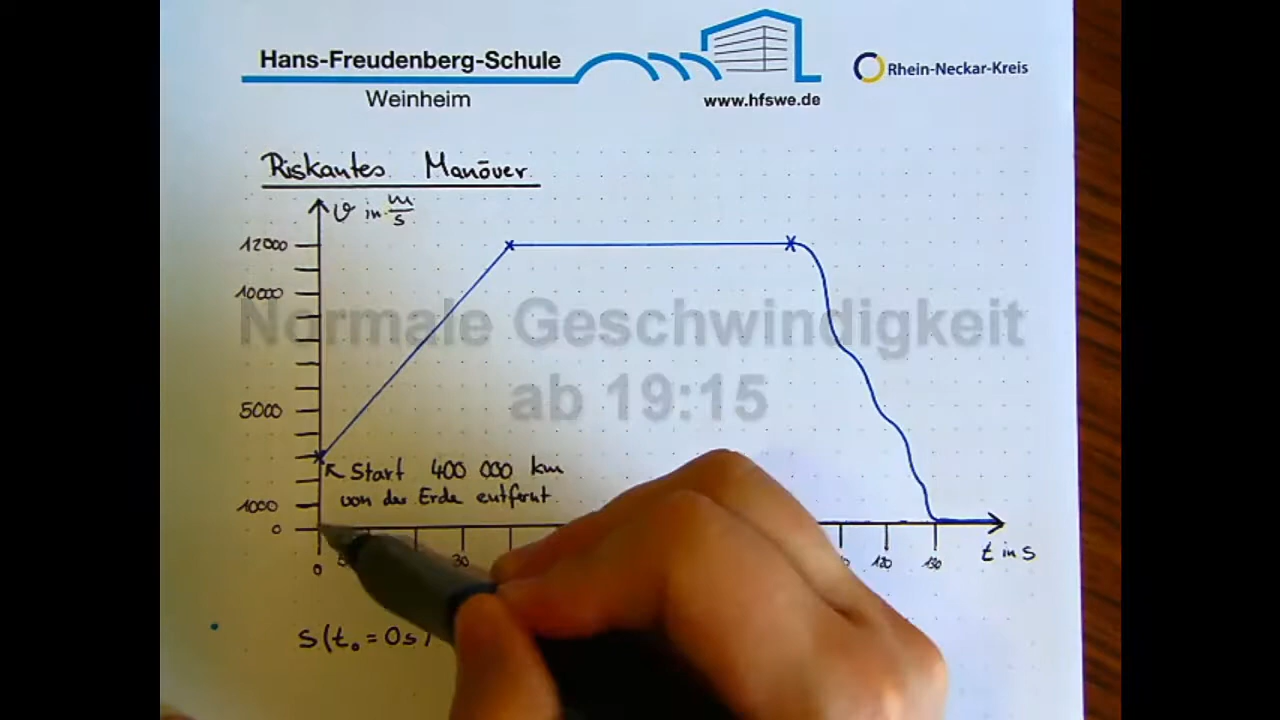 Hans-Freudenberg-Schule
Weinheim
www.hfswe.de
Rhein-Neckar-Kreis
Riskantes Manöver
v in m/s
12000
10000
Normale Geschwindigkeit
ab 19:15
5000
Start 400 000 km
von der Erde entfernt
1000
0
t in s
0
30
120
130
s(t₀ = 0s)